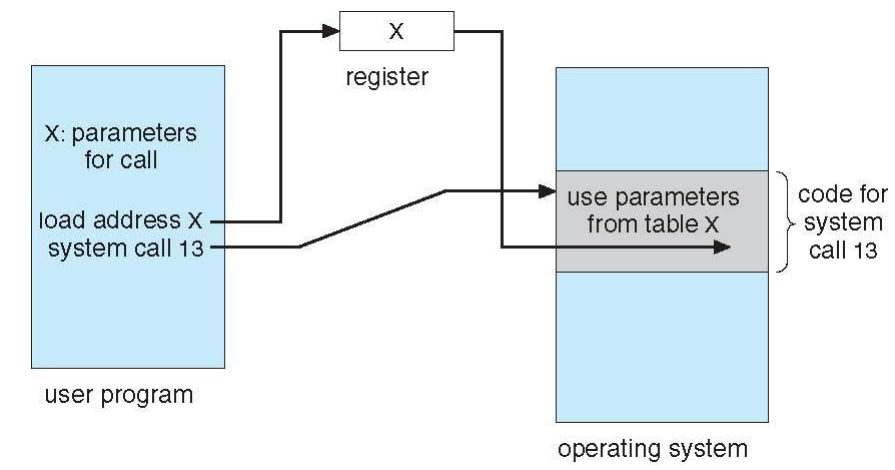 X
register
X: parameters
for call
load address X
system call 13
user program
use parameters
from table X
code for
system
call 13
operating system